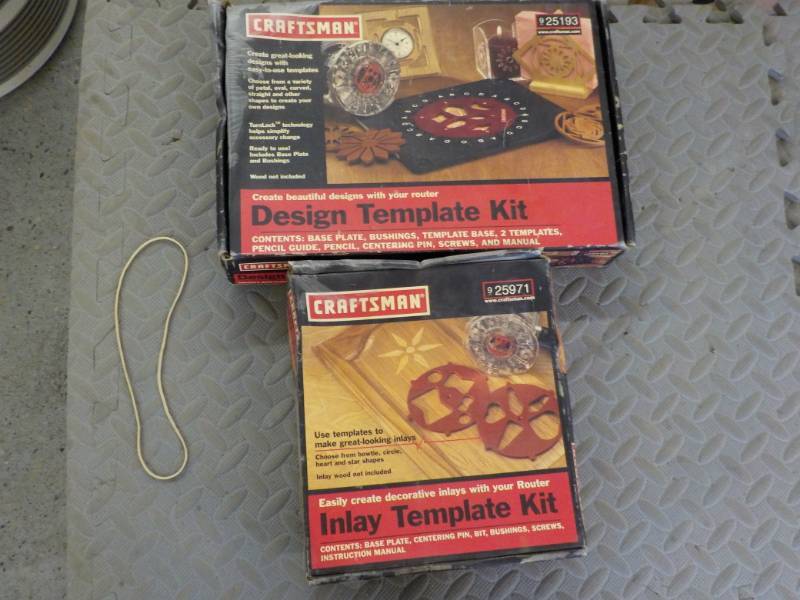 CRAFTSMAN
9 25193
www.craftsman.com
Create great-looking
designs with
easy-to-use templates
Choose from a variety
of petal, oval, curved,
straight and other
shapes to create your
own designs
TurnLock™ technology
helps simplify
accessory change
Ready to use!
Includes Base Plate
and Bushings
Wood not included
Create beautiful designs with your router
Design Template Kit
CONTENTS: BASE PLATE, BUSHINGS, TEMPLATE BASE, 2 TEMPLATES,
PENCIL GUIDE, PENCIL, CENTERING PIN, SCREWS, AND MANUAL
CRAFTSMAN
CRAFTSMAN®
9 25971
www.craftsman.com
Use templates to
make great-looking inlays
Choose from bowtie, circle,
heart and star shapes
Inlay wood not included
Easily create decorative inlays with your Router
Inlay Template Kit
CONTENTS: BASE PLATE, CENTERING PIN, BIT, BUSHINGS, SCREWS,
INSTRUCTION MANUAL